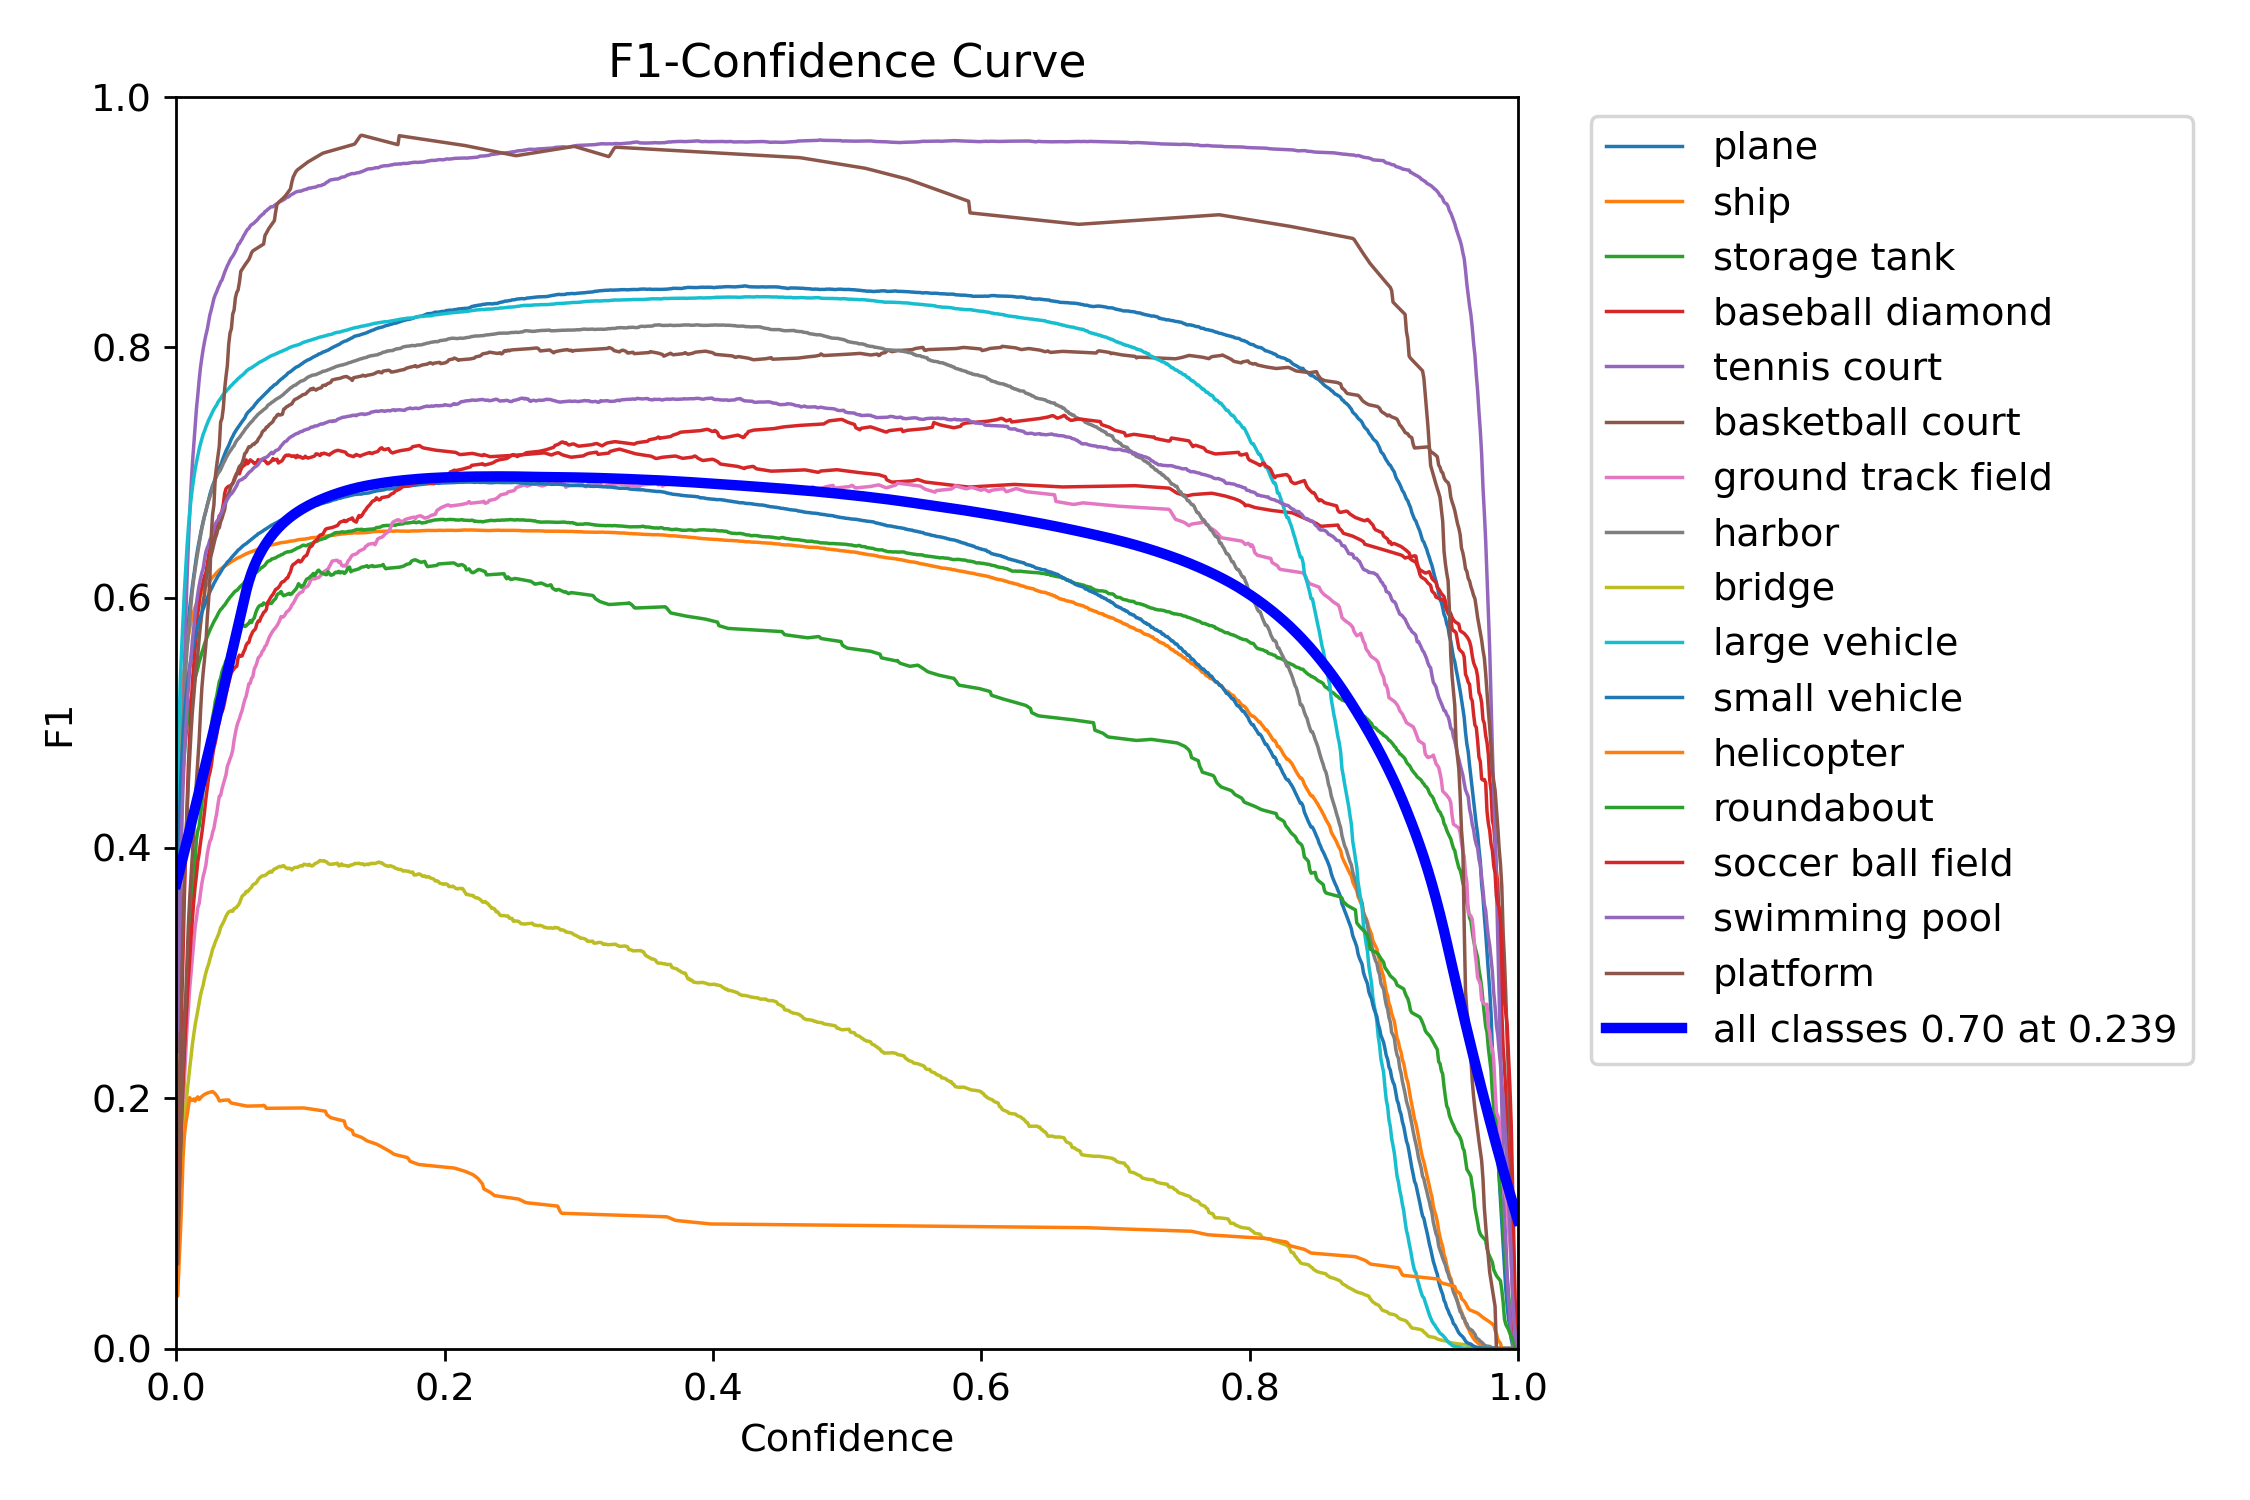 F1-Confidence Curve
1.0
0.8
0.6
0.4
0.2
0.0
F1
0.0 0.2 0.4 0.6 0.8 1.0
Confidence
plane
ship
storage tank
baseball diamond
tennis court
basketball court
ground track field
harbor
bridge
large vehicle
small vehicle
helicopter
roundabout
soccer ball field
swimming pool
platform
all classes 0.70 at 0.239